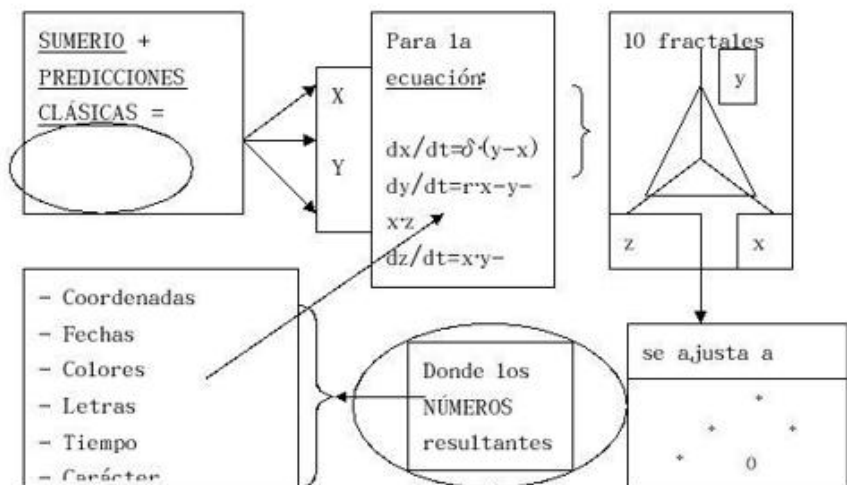 SUMERIO +
PREDICCIONES
CLÁSICAS =
X
Y
Para la
ecuación:
dx/dt=δ·(y-x)
dy/dt=r·x-y-
x·z
dz/dt=x·y-
10 fractales
y
z
x
- Coordenadas
- Fechas
- Colores
- Letras
- Tiempo
- Carácter
Donde los
NÚMEROS
resultantes
se ajusta a
0